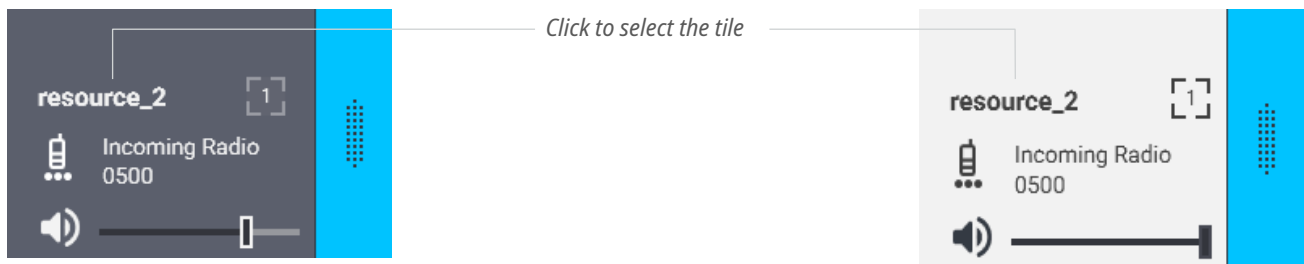 Click to select the tile
resource_2
1
Incoming Radio
0500
resource_2
1
Incoming Radio
0500